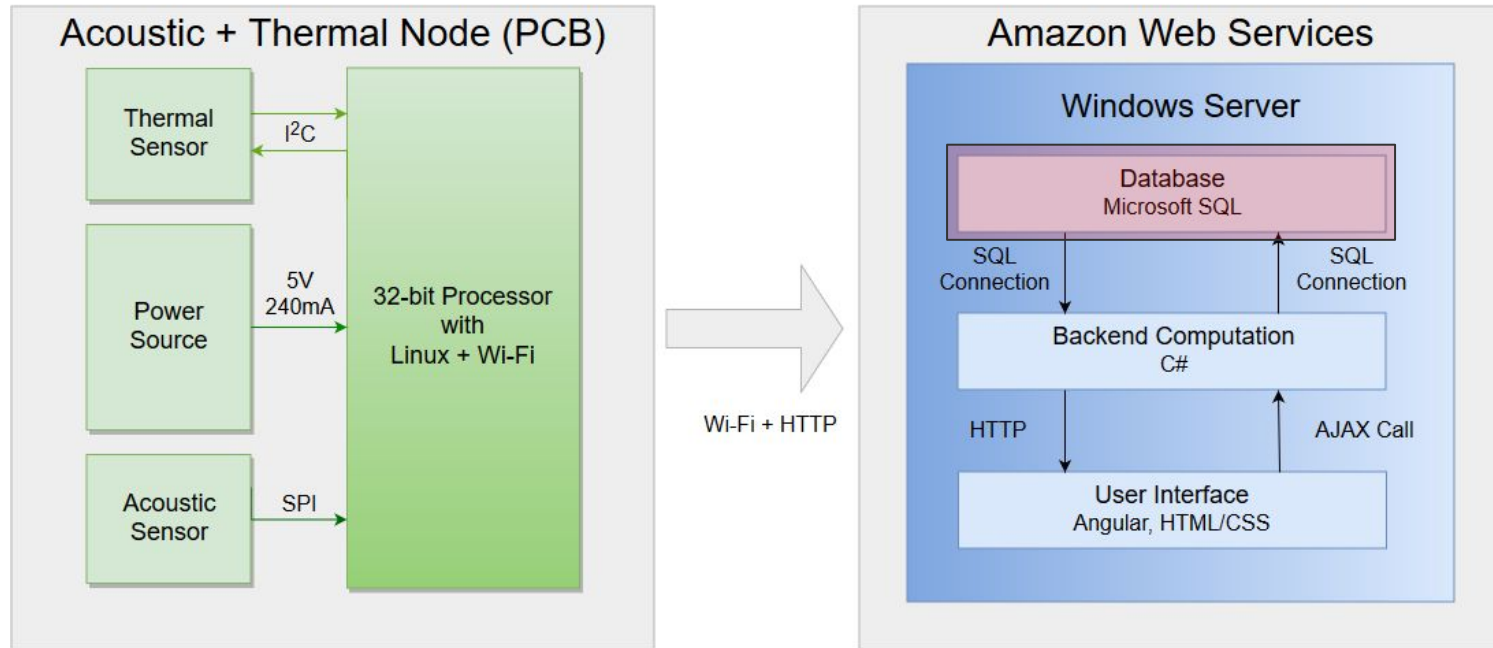 Acoustic + Thermal Node (PCB)
Thermal
Sensor
I²C
Power
Source
5V
240mA
32-bit Processor
with
Linux + Wi-Fi
Acoustic
Sensor
SPI
Wi-Fi + HTTP
Amazon Web Services
Windows Server
Database
Microsoft SQL
SQL
Connection
SQL
Connection
Backend Computation
C#
HTTP
AJAX Call
User Interface
Angular, HTML/CSS